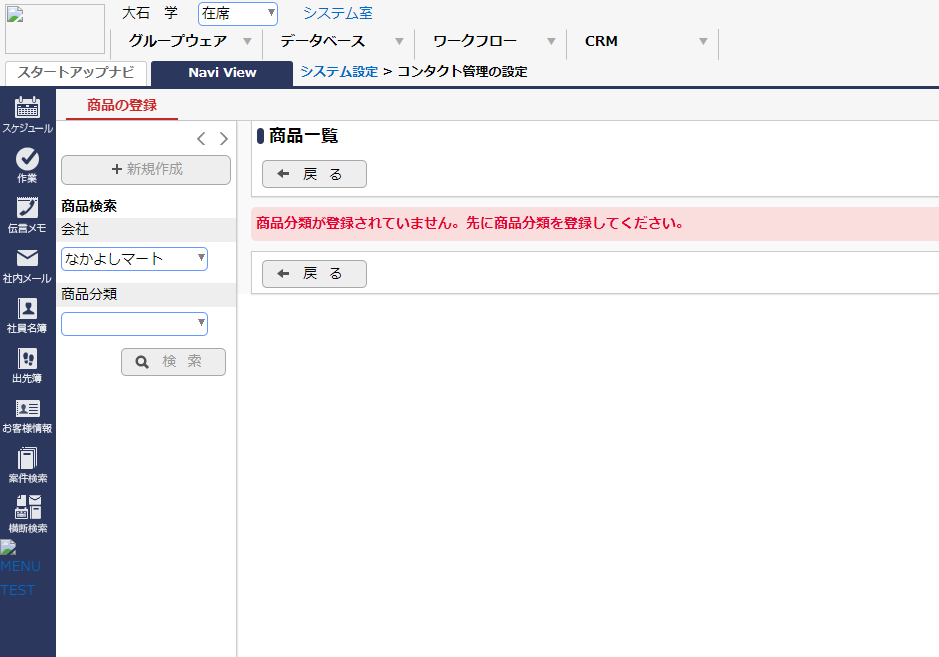 大石　学 在席 システム室
グループウェア データベース ワークフロー CRM
スタートアップナビ Navi View システム設定 > コンタクト管理の設定
スケジュール
作業
伝言メモ
社内メール
社員名簿
出先簿
お客様情報
案件検索
横断検索
MENU
TEST
商品の登録
+ 新規作成
商品検索
会社
なかよしマート
商品分類
検 索
商品一覧
戻 る
商品分類が登録されていません。先に商品分類を登録してください。
戻 る